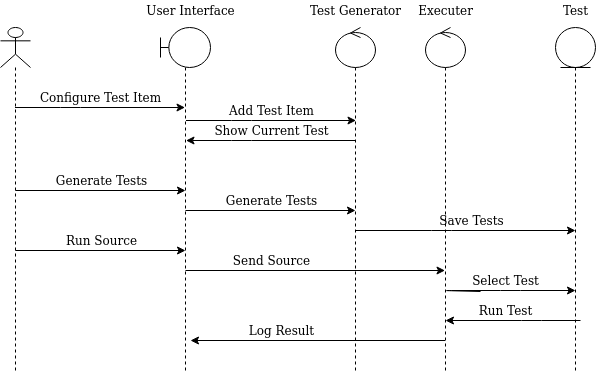 User Interface
Test Generator
Executer
Test
Configure Test Item
Add Test Item
Show Current Test
Generate Tests
Generate Tests
Save Tests
Run Source
Send Source
Select Test
Run Test
Log Result